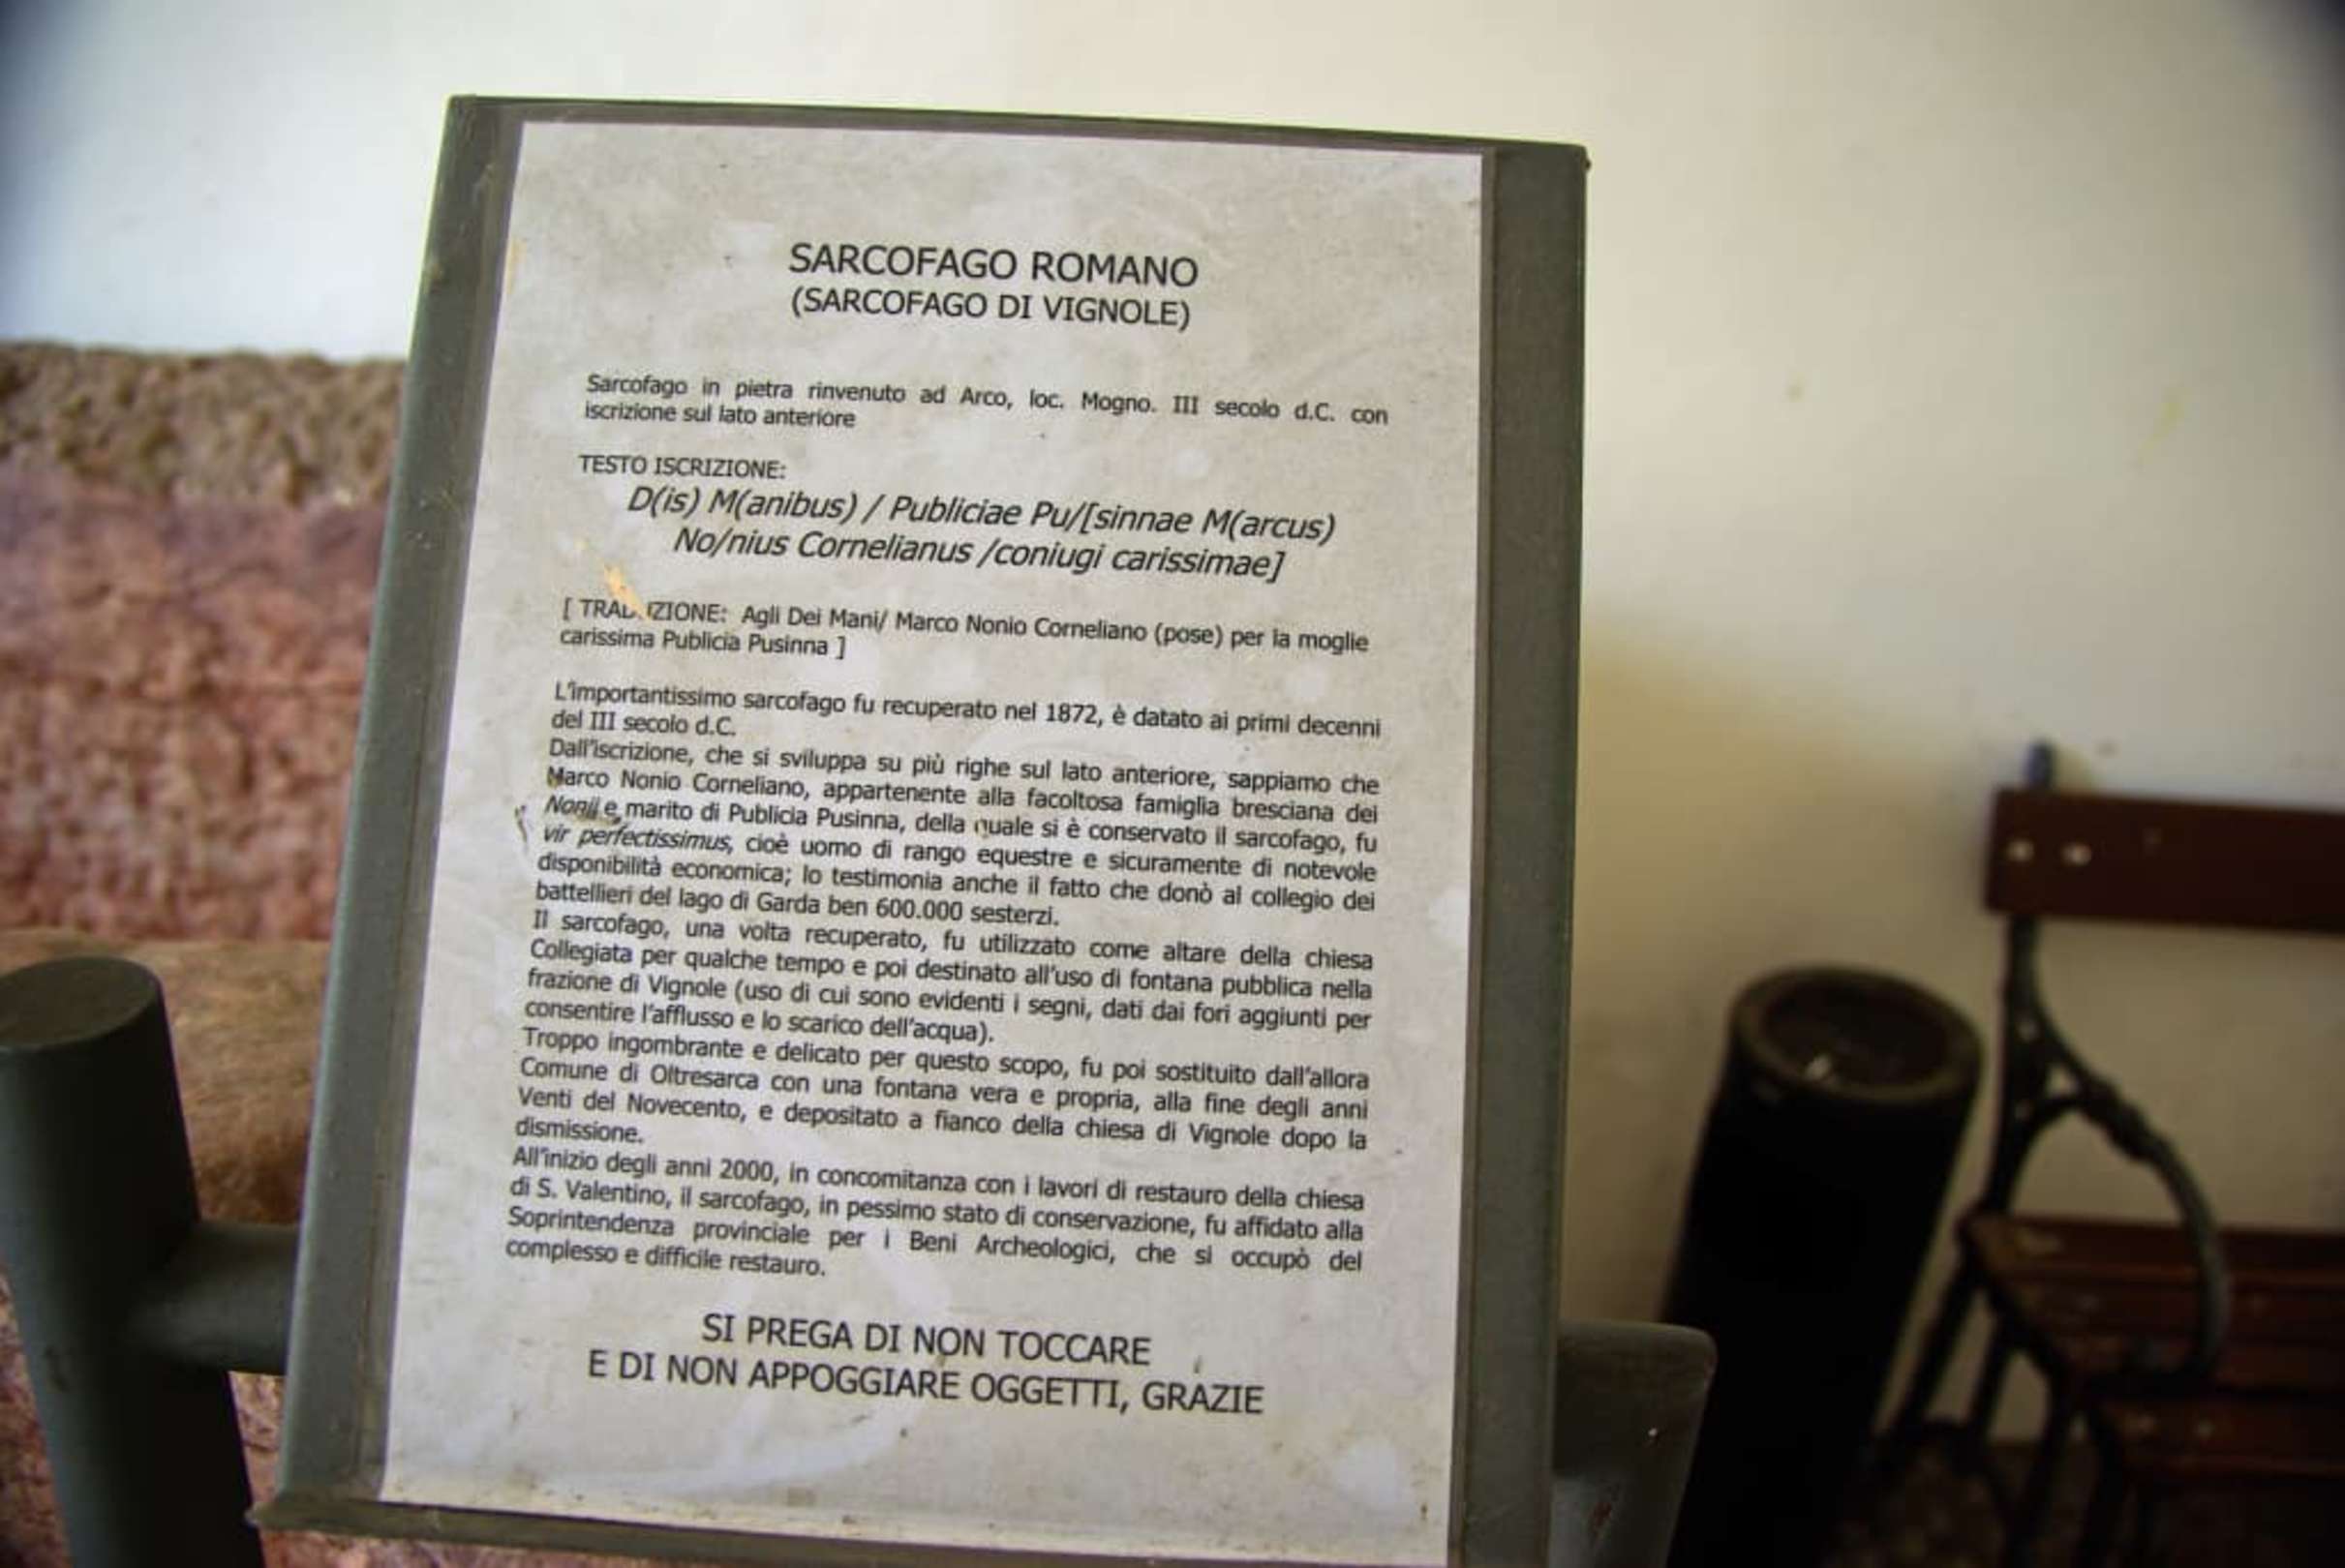 SARCOFAGO ROMANO
(SARCOFAGO DI VIGNOLE)
Sarcofago in pietra rinvenuto ad Arco, loc. Mogno. III secolo d.C. con
iscrizione sul lato anteriore
TESTO ISCRIZIONE:
D(is) M(anibus) / Publiciae Pu/[sinnae M(arcus)
No/nius Cornelianus /coniugi carissimae]
[ TRADUZIONE: Agli Dei Mani/ Marco Nonio Corneliano (pose) per la moglie
carissima Publicia Pusinna ]
L'importantissimo sarcofago fu recuperato nel 1872, è datato ai primi decenni
del III secolo d.C.
Dall'iscrizione, che si sviluppa su più righe sul lato anteriore, sappiamo che
Marco Nonio Corneliano, appartenente alla facoltosa famiglia bresciana dei
Nonii e marito di Publicia Pusinna, della quale si è conservato il sarcofago, fu
vir perfectissimus, cioè uomo di rango equestre e sicuramente di notevole
disponibilità economica; lo testimonia anche il fatto che donò al collegio dei
battellieri del lago di Garda ben 600.000 sesterzi.
Il sarcofago, una volta recuperato, fu utilizzato come altare della chiesa
Collegiata per qualche tempo e poi destinato all'uso di fontana pubblica nella
frazione di Vignole (uso di cui sono evidenti i segni, dati dai fori aggiunti per
consentire l'afflusso e lo scarico dell'acqua).
Troppo ingombrante e delicato per questo scopo, fu poi sostituito dall'allora
Comune di Oltresarca con una fontana vera e propria, alla fine degli anni
Venti del Novecento, e depositato a fianco della chiesa di Vignole dopo la
dismissione.
All'inizio degli anni 2000, in concomitanza con i lavori di restauro della chiesa
di S. Valentino, il sarcofago, in pessimo stato di conservazione, fu affidato alla
Soprintendenza provinciale per i Beni Archeologici, che si occupò del
complesso e difficile restauro.
SI PREGA DI NON TOCCARE
E DI NON APPOGGIARE OGGETTI, GRAZIE